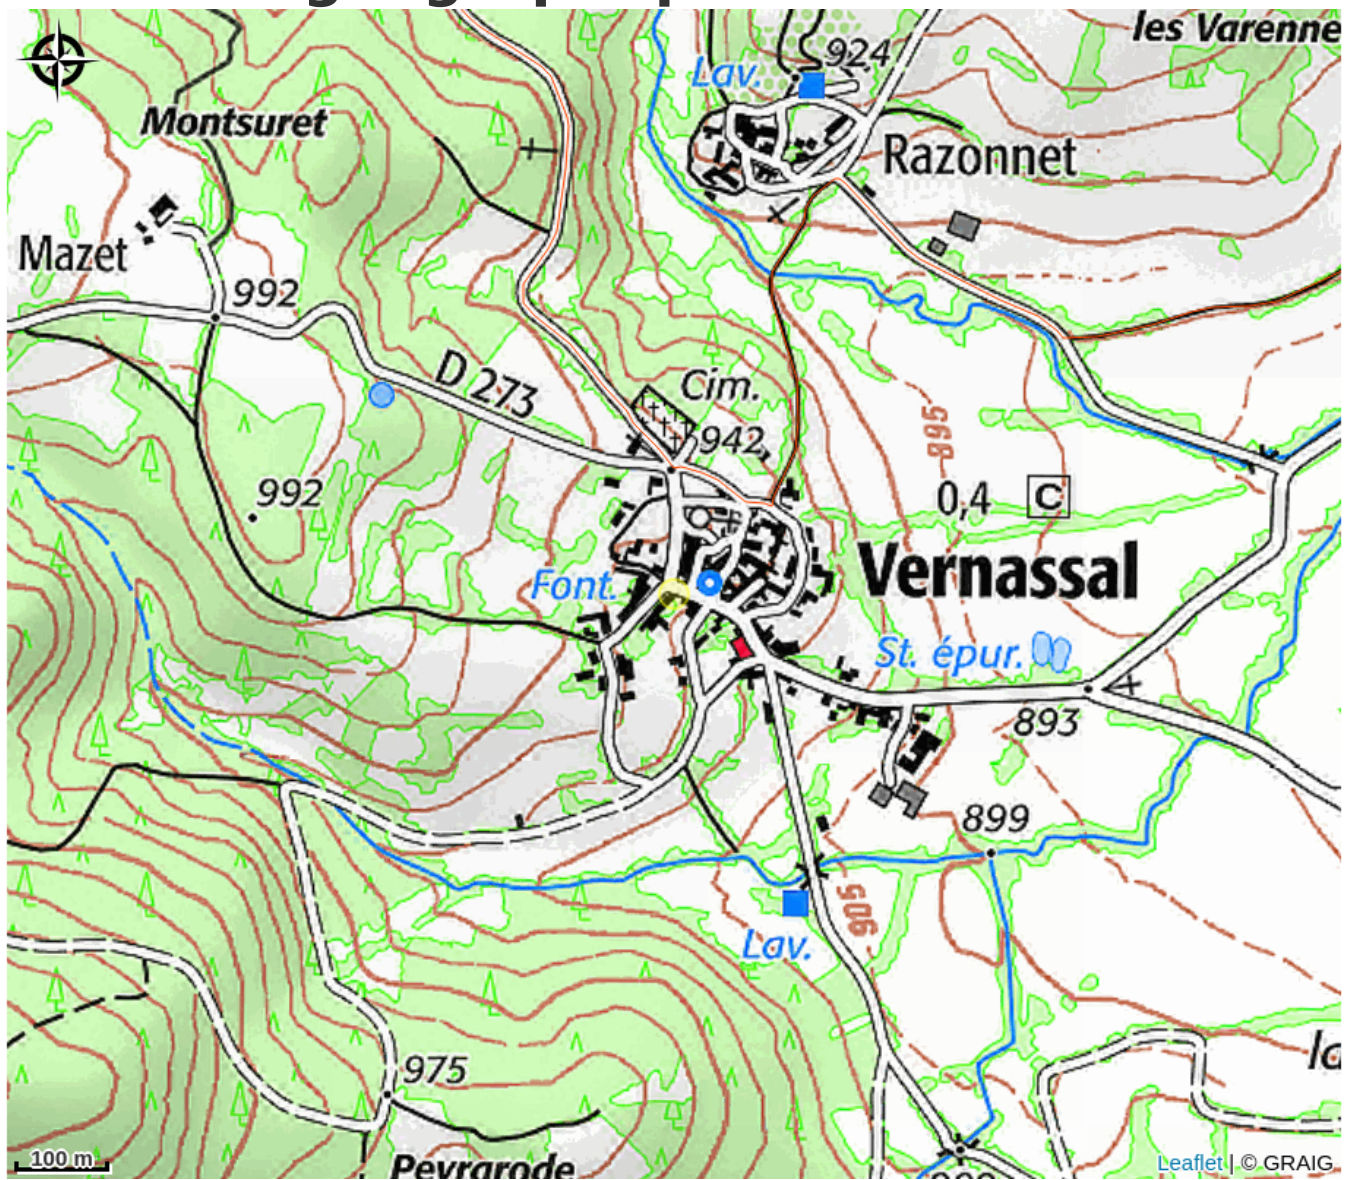 les Varenne
924
Lav.
Montsuret
Razonnet
Mazet
992
D 273
Cim.
942
895
992
0,4 C
Vernassal
Font.
St. épur.
893
899
905
Lav.
975
Peyrarode
100 m
Leaflet | © GRAIG